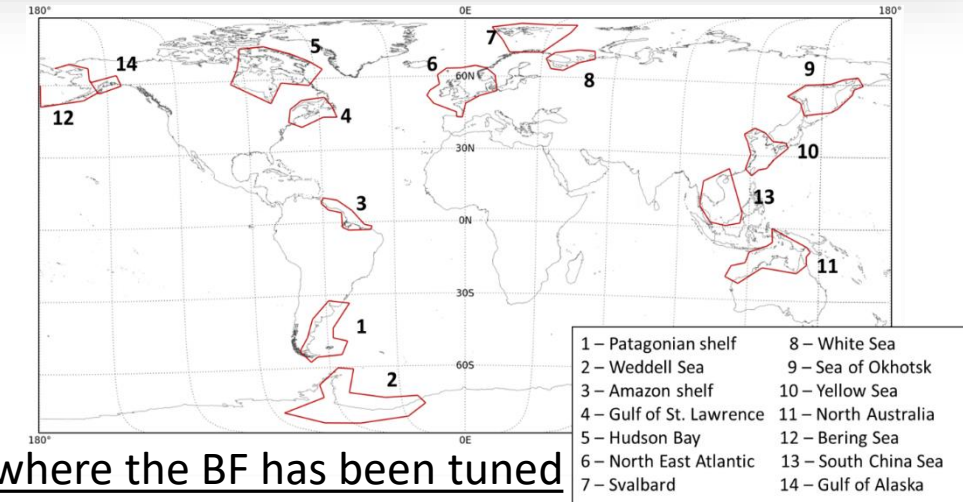 180°
0E
180°
7
14
5
6
60N
8
9
12
4
30N
10
3
0N
13
11
30S
1
60S
2
180°
0E
1 – Patagonian shelf
2 – Weddell Sea
3 – Amazon shelf
4 – Gulf of St. Lawrence
5 – Hudson Bay
6 – North East Atlantic
7 – Svalbard
8 – White Sea
9 – Sea of Okhotsk
10 – Yellow Sea
11 – North Australia
12 – Bering Sea
13 – South China Sea
14 – Gulf of Alaska
where the BF has been tuned